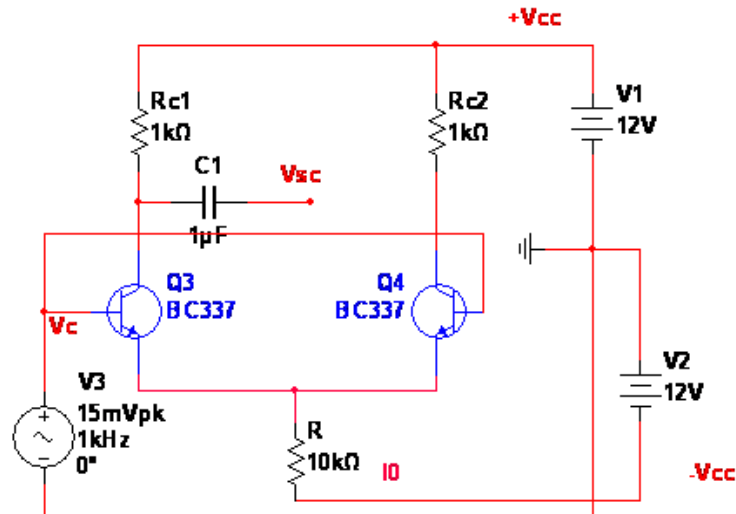 +Vcc
Rc1
1kΩ
Rc2
1kΩ
V1
12V
C1
1µF
Vsc
Q3
BC337
Q4
BC337
Vc
V3
15mVpk
1kHz
0°
V2
12V
R
10kΩ
I0
-Vcc